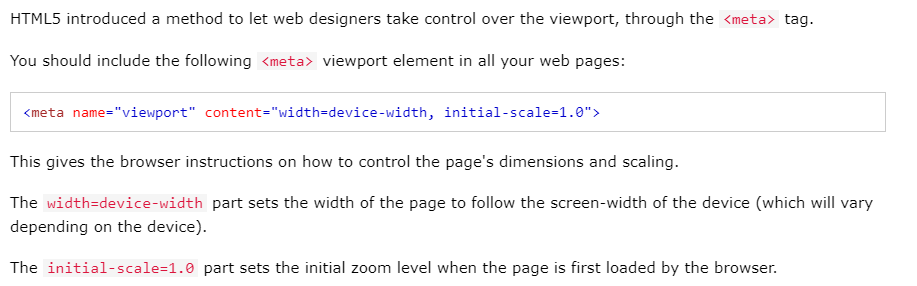 HTML5 introduced a method to let web designers take control over the viewport, through the <meta> tag.
You should include the following <meta> viewport element in all your web pages:
<meta name="viewport" content="width=device-width, initial-scale=1.0">
This gives the browser instructions on how to control the page's dimensions and scaling.
The width=device-width part sets the width of the page to follow the screen-width of the device (which will vary
depending on the device).
The initial-scale=1.0 part sets the initial zoom level when the page is first loaded by the browser.